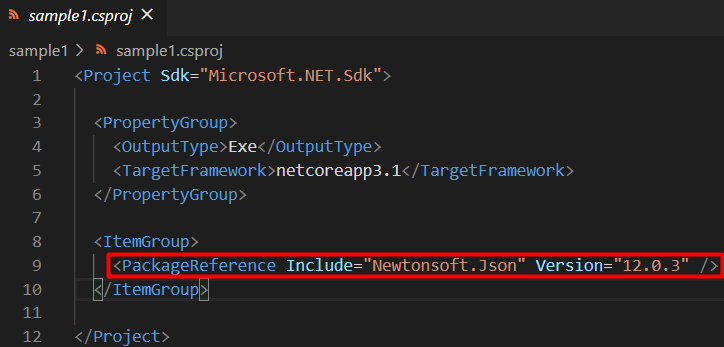 sample1.csproj ×
sample1 > sample1.csproj
1 <Project Sdk="Microsoft.NET.Sdk">
2
3 <PropertyGroup>
4 <OutputType>Exe</OutputType>
5 <TargetFramework>netcoreapp3.1</TargetFramework>
6 </PropertyGroup>
7
8 <ItemGroup>
9 <PackageReference Include="Newtonsoft.Json" Version="12.0.3" />
10 </ItemGroup>
11
12 </Project>